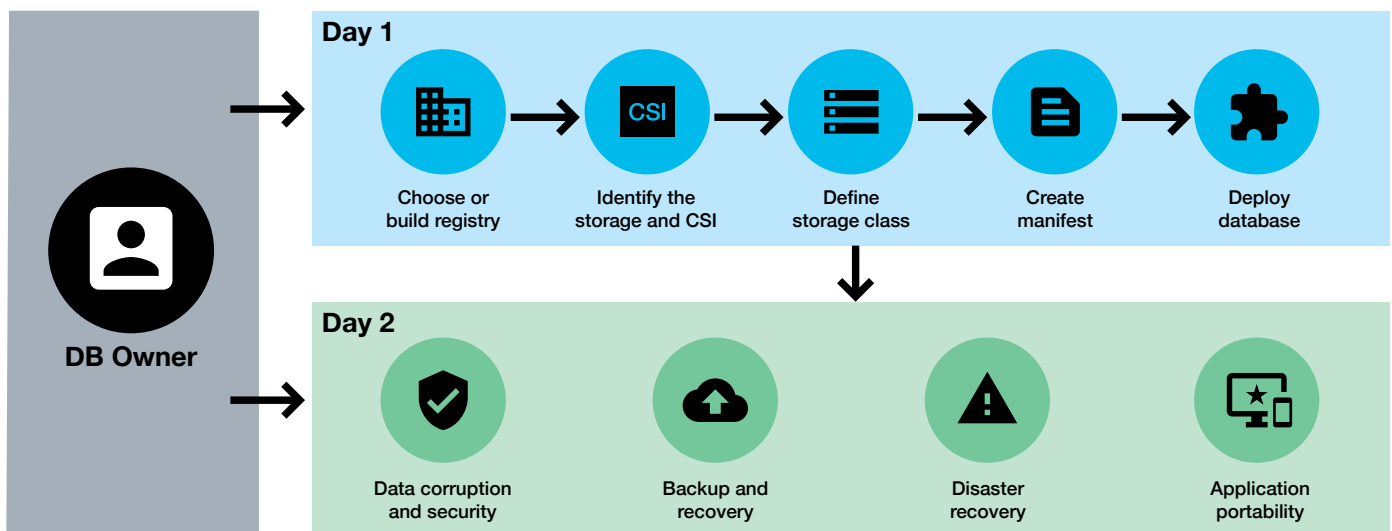 DB Owner
Day 1
CSI
Choose or
build registry
Identify the
storage and CSI
Define
storage class
Create
manifest
Deploy
database
Day 2
Data corruption
and security
Backup and
recovery
Disaster
recovery
Application
portability